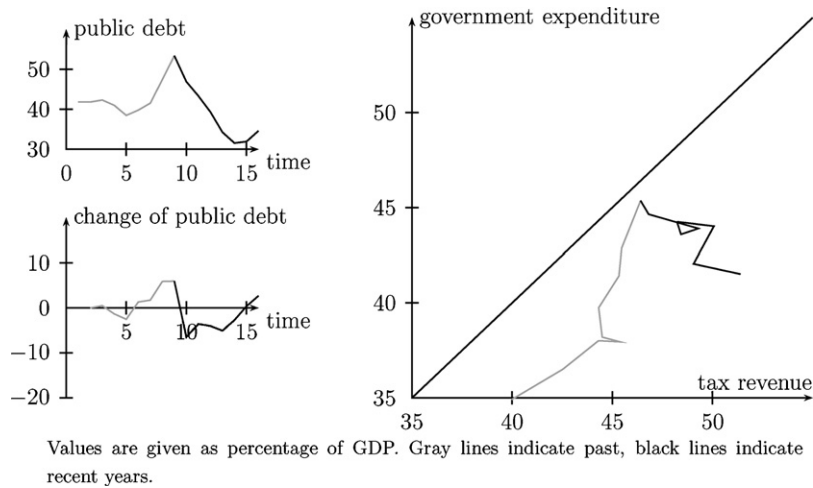 public debt
50
40
30
0
5
10
15
time
change of public debt
10
0
−10
−20
5
10
15
time
government expenditure
50
45
40
35
35
40
45
50
tax revenue
Values are given as percentage of GDP. Gray lines indicate past, black lines indicate
recent years.